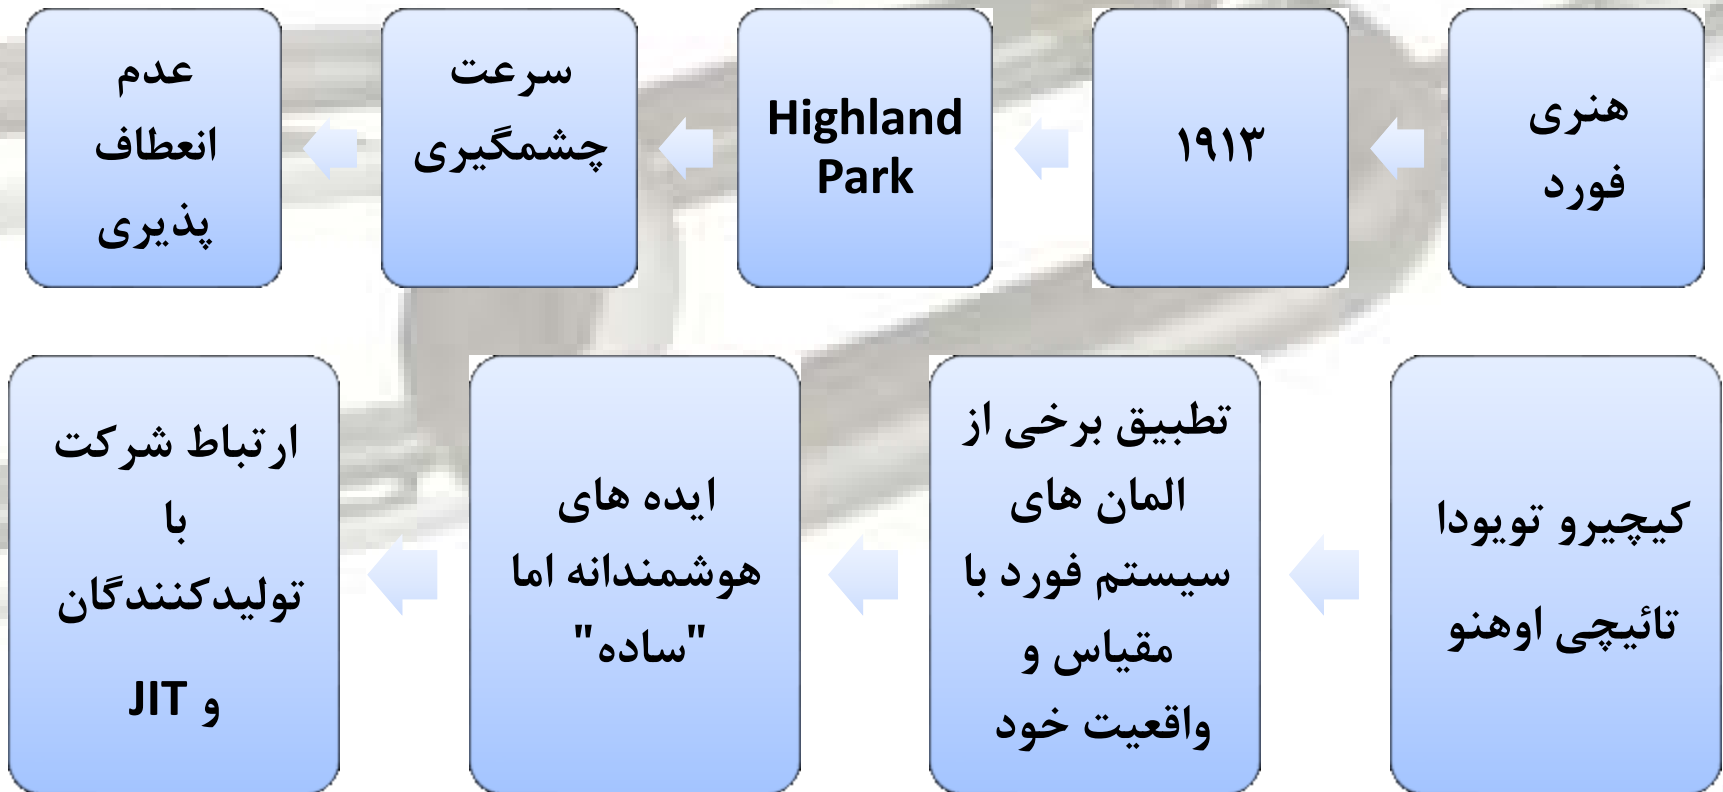 هنری
فورد
۱۹۱۳
Highland
Park
سرعت
چشمگیری
عدم
انعطاف
پذیری
کیچیرو تویودا
تائیچی اوهنو
تطبیق برخی از
المان های
سیستم فورد با
مقیاس و
واقعیت خود
ایده های
هوشمندانه اما
"ساده"
ارتباط شرکت
با
تولیدکنندگان
و JIT